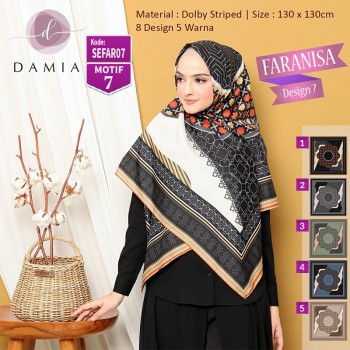 d
DAMIA
Kode:
SEFAR07
MOTIF
7
Material : Dolby Striped | Size : 130 x 130cm
8 Design 5 Warna
FARANISA
Design 7
1
2
3
4
5